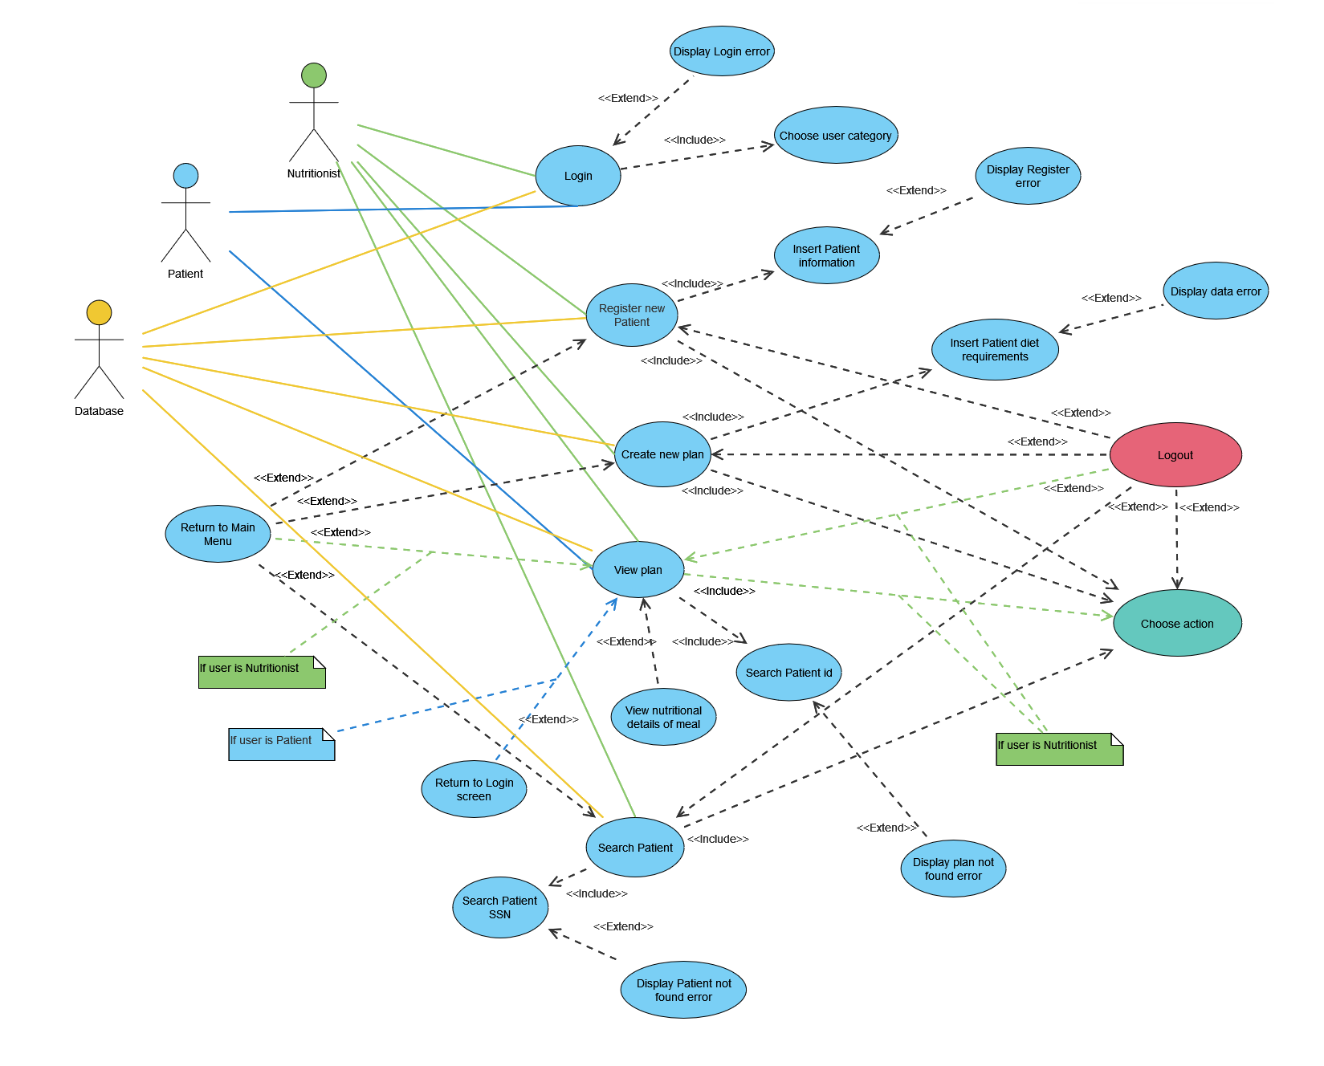 Display Login error
<<Extend>>
Choose user category
<<Include>>
Nutritionist
Login
Display Register
error
<<Extend>>
Patient
Insert Patient
information
<<Include>>
Register new
Patient
Display data error
<<Extend>>
Insert Patient diet
requirements
<<Include>>
Database
<<Include>>
<<Extend>>
Create new plan
<<Extend>>
Logout
<<Extend>>
<<Include>>
<<Extend>>
<<Extend>>
<<Extend>>
<<Extend>>
Return to Main
Menu
<<Extend>>
<<Extend>>
View plan
<<Include>>
Choose action
<<Extend>>
<<Include>>
If user is Nutritionist
Search Patient id
View nutritional
details of meal
<<Extend>>
If user is Patient
If user is Nutritionist
Return to Login
screen
<<Extend>>
Search Patient
<<Include>>
Display plan not
found error
<<Include>>
Search Patient
SSN
<<Extend>>
Display Patient not
found error